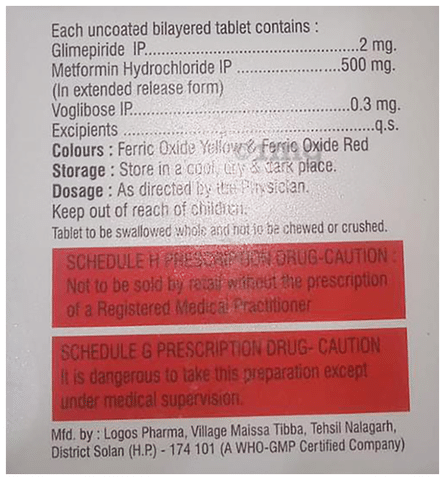 Each uncoated bilayered tablet contains :
Glimepiride IP.....................................................2 mg.
Metformin Hydrochloride IP ........................500 mg.
(In extended release form)
Voglibose IP....................................................0.3 mg.
Excipients ..........................................................q.s.
Colours : Ferric Oxide Yellow & Ferric Oxide Red
Storage : Store in a cool, dry & dark place.
Dosage : As directed by the Physician.
Keep out of reach of children.
Tablet to be swallowed whole and not to be chewed or crushed.
SCHEDULE H PRESCRIPTION DRUG-CAUTION :
Not to be sold by retail without the prescription
of a Registered Medical Practitioner
SCHEDULE G PRESCRIPTION DRUG- CAUTION
It is dangerous to take this preparation except
under medical supervision.
Mfd. by : Logos Pharma, Village Maissa Tibba, Tehsil Nalagarh,
District Solan (H.P.) - 174 101 (A WHO-GMP Certified Company)